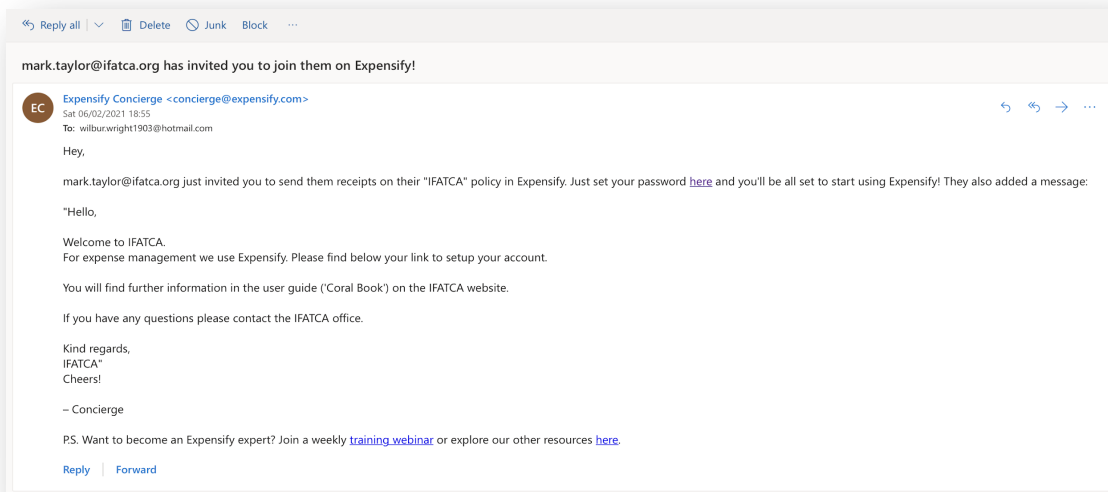 Reply all Delete Junk Block ...
mark.taylor@ifatca.org has invited you to join them on Expensify!
EC
Expensify Concierge <concierge@expensify.com>
Sat 06/02/2021 18:55
To: wilbur.wright1903@hotmail.com
Hey,
mark.taylor@ifatca.org just invited you to send them receipts on their "IFATCA" policy in Expensify. Just set your password here and you'll be all set to start using Expensify! They also added a message:
"Hello,
Welcome to IFATCA.
For expense management we use Expensify. Please find below your link to setup your account.
You will find further information in the user guide ('Coral Book') on the IFATCA website.
If you have any questions please contact the IFATCA office.
Kind regards,
IFATCA"
Cheers!
– Concierge
P.S. Want to become an Expensify expert? Join a weekly training webinar or explore our other resources here.
Reply Forward